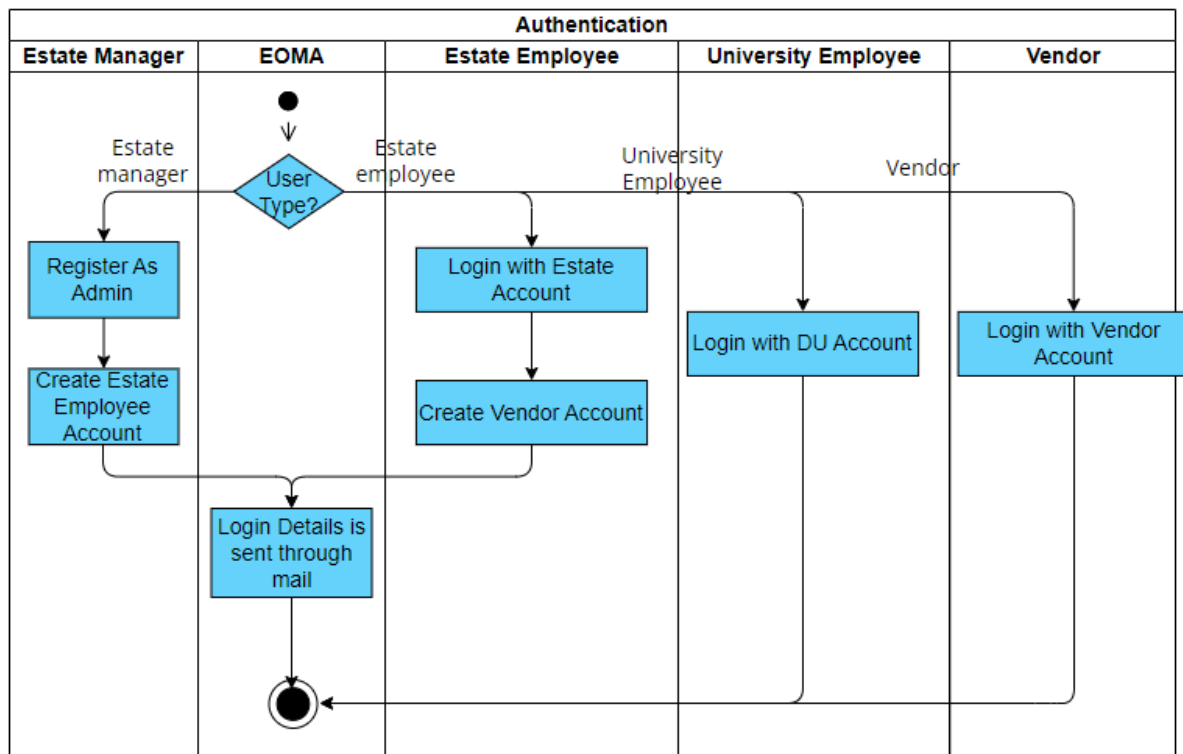 Authentication
Estate Manager
EOMA
Estate Employee
University Employee
Vendor
Estate
manager
User
Type?
Estate
employee
University
Employee
Vendor
Register As
Admin
Login with Estate
Account
Login with DU Account
Login with Vendor
Account
Create Estate
Employee
Account
Create Vendor Account
Login Details is
sent through
mail